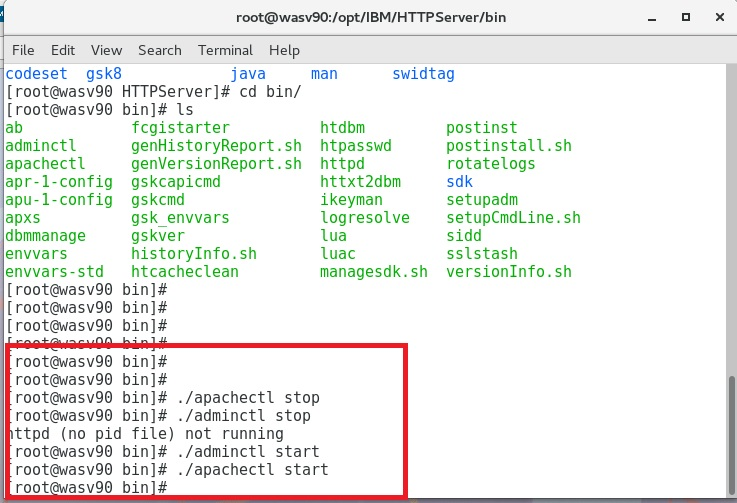 root@wasv90:/opt/IBM/HTTPServer/bin
File Edit View Search Terminal Help
codeset gsk8 java man swidtag
[root@wasv90 HTTPServer]# cd bin/
[root@wasv90 bin]# ls
ab fcgistarter htdbm postinst
adminctl genHistoryReport.sh htpasswd postinstall.sh
apachectl genVersionReport.sh httpd rotatelogs
apr-1-config gskcapicmd httxt2dbm sdk
apu-1-config gskcmd ikeyman setupadm
apxs gsk_envvars logresolve setupCmdLine.sh
dbmmanage gskver lua sidd
envvars historyInfo.sh luac sslstash
envvars-std htcacheclean managesdk.sh versionInfo.sh
[root@wasv90 bin]#
[root@wasv90 bin]#
[root@wasv90 bin]#
[root@wasv90 bin]#
[root@wasv90 bin]#
[root@wasv90 bin]#
[root@wasv90 bin]# ./apachectl stop
[root@wasv90 bin]# ./adminctl stop
httpd (no pid file) not running
[root@wasv90 bin]# ./adminctl start
[root@wasv90 bin]# ./apachectl start
[root@wasv90 bin]#